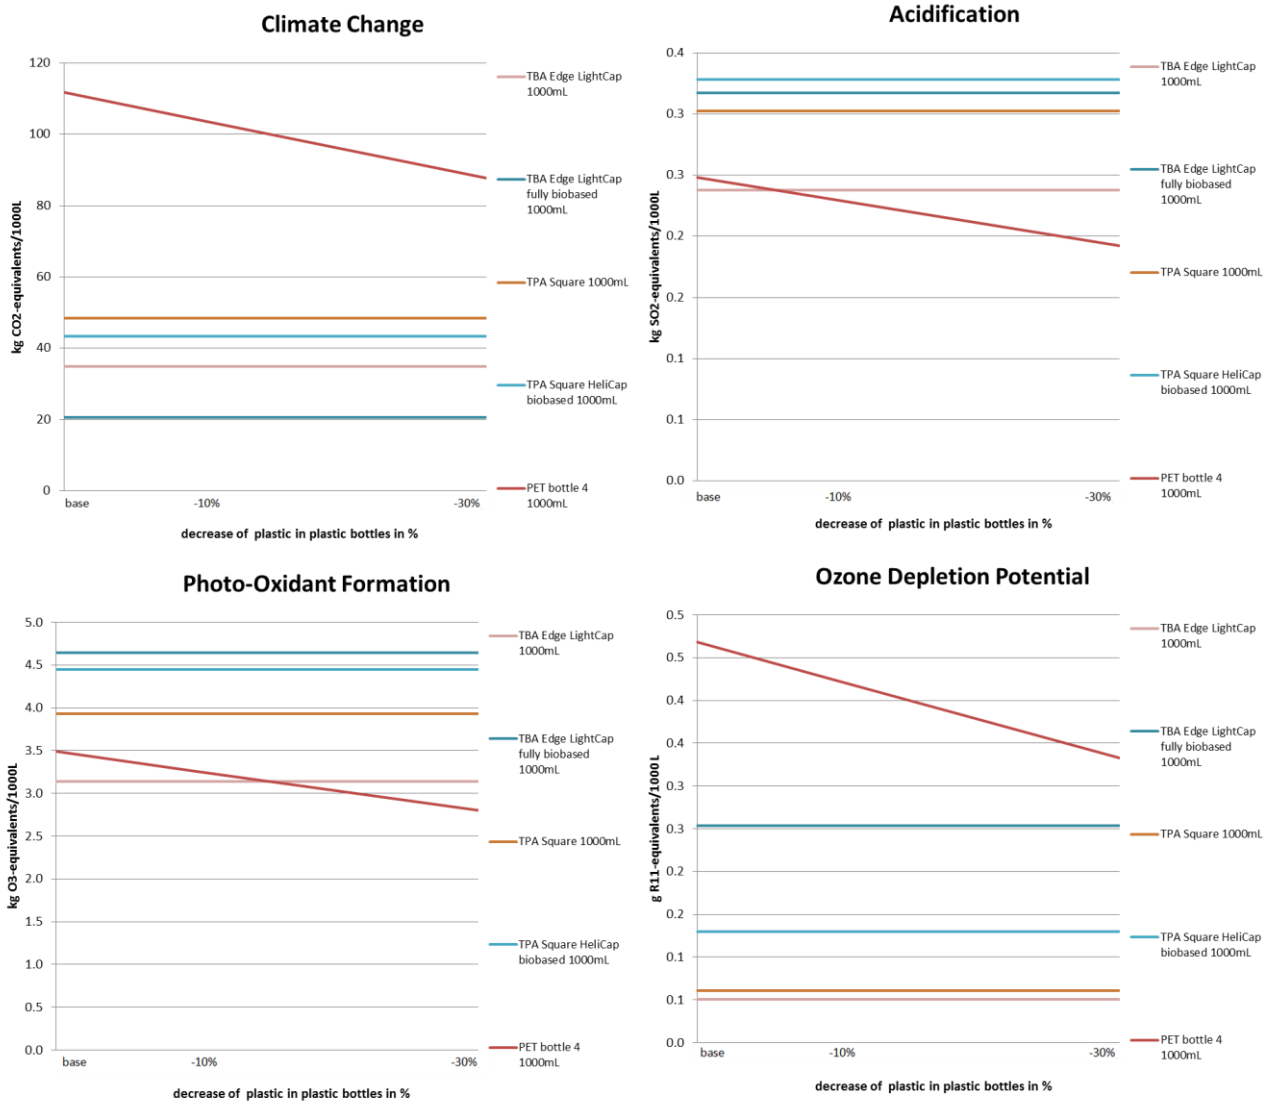 Climate Change
120
100
80
60
40
20
0
kg CO2-equivalents/1000L
base
-10%
-30%
decrease of plastic in plastic bottles in %
TBA Edge LightCap
1000mL
TBA Edge LightCap
fully biobased
1000mL
TPA Square 1000mL
TPA Square HeliCap
biobased 1000mL
PET bottle 4
1000mL
Acidification
0.4
0.3
0.3
0.2
0.2
0.1
0.1
0.0
kg SO2-equivalents/1000L
base
-10%
-30%
decrease of plastic in plastic bottles in %
TBA Edge LightCap
1000mL
TBA Edge LightCap
fully biobased
1000mL
TPA Square 1000mL
TPA Square HeliCap
biobased 1000mL
PET bottle 4
1000mL
Photo-Oxidant Formation
5.0
4.5
4.0
3.5
3.0
2.5
2.0
1.5
1.0
0.5
0.0
kg O3-equivalents/1000L
base
-10%
-30%
decrease of plastic in plastic bottles in %
TBA Edge LightCap
1000mL
TBA Edge LightCap
fully biobased
1000mL
TPA Square 1000mL
TPA Square HeliCap
biobased 1000mL
PET bottle 4
1000mL
Ozone Depletion Potential
0.5
0.5
0.4
0.4
0.3
0.3
0.2
0.2
0.1
0.1
0.0
g R11-equivalents/1000L
base
-10%
-30%
decrease of plastic in plastic bottles in %
TBA Edge LightCap
1000mL
TBA Edge LightCap
fully biobased
1000mL
TPA Square 1000mL
TPA Square HeliCap
biobased 1000mL
PET bottle 4
1000mL